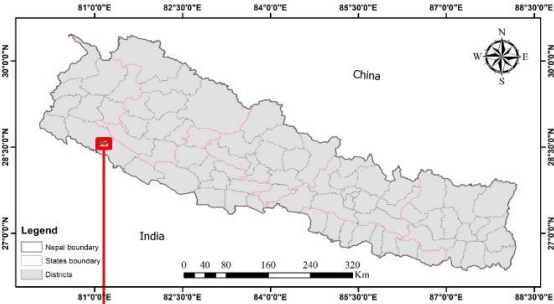 81°0'0"E 82°30'0"E 84°0'0"E 85°30'0"E 87°0'0"E 88°30'0"E
30°0'0"N
28°30'0"N
27°0'0"N
N
W E
S
China
India
Legend
Nepal boundary
States boundary
Districts
0 40 80 160 240 320
Km
30°0'0"N
28°30'0"N
27°0'0"N
81°0'0"E 82°30'0"E 84°0'0"E 85°30'0"E 87°0'0"E 88°30'0"E